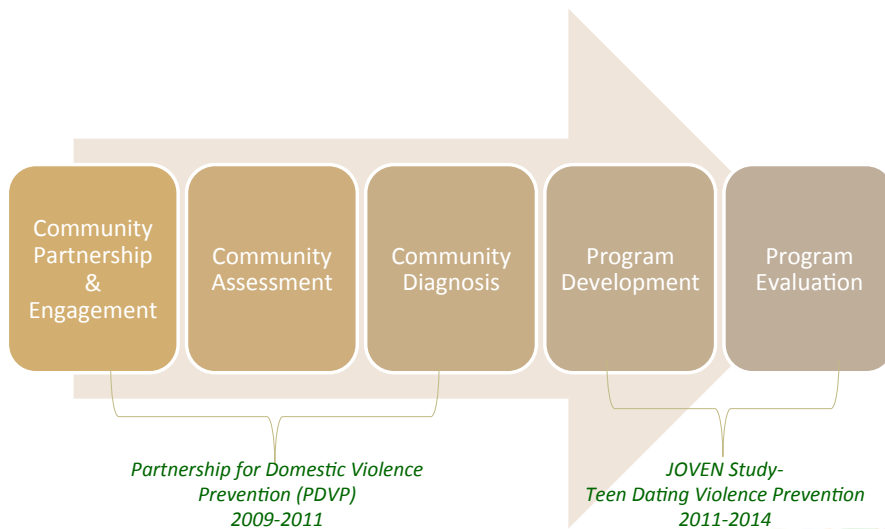 Community
Partnership
&
Engagement
Community
Assessment
Community
Diagnosis
Program
Development
Program
Evaluation
Partnership for Domestic Violence
Prevention (PDVP)
2009-2011
JOVEN Study-
Teen Dating Violence Prevention
2011-2014